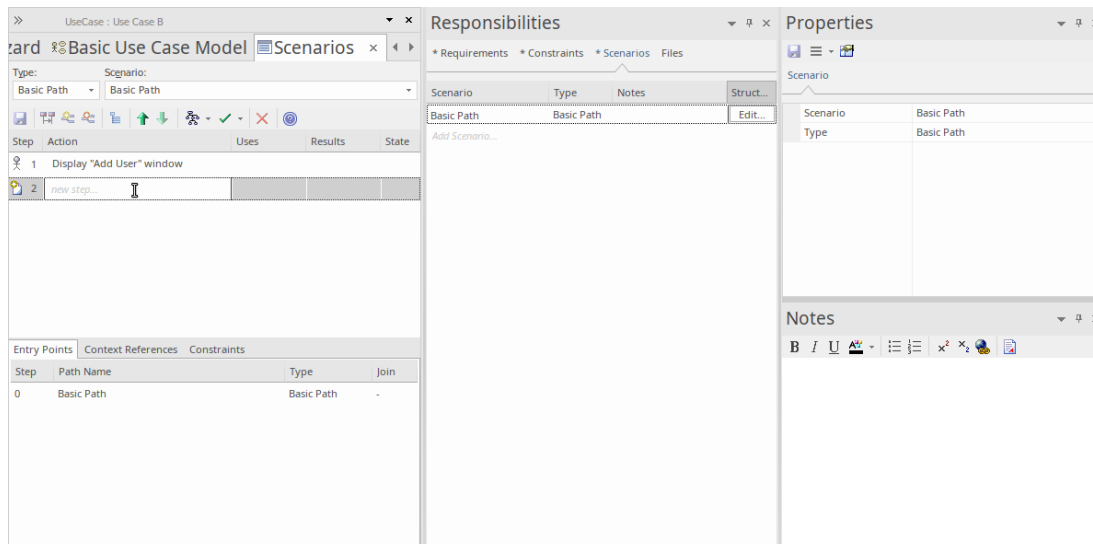 UseCase : Use Case B
zard Basic Use Case Model Scenarios
Type: Scenario:
Basic Path Basic Path
Step Action Uses Results State
1 Display "Add User" window
2 new step...
Entry Points Context References Constraints
Step Path Name Type Join
0 Basic Path Basic Path -
Responsibilities
* Requirements * Constraints * Scenarios Files
Scenario Type Notes Struct...
Basic Path Basic Path Edit...
Add Scenario...
Properties
Scenario
Scenario Basic Path
Type Basic Path
Notes
B I U A x² x₂